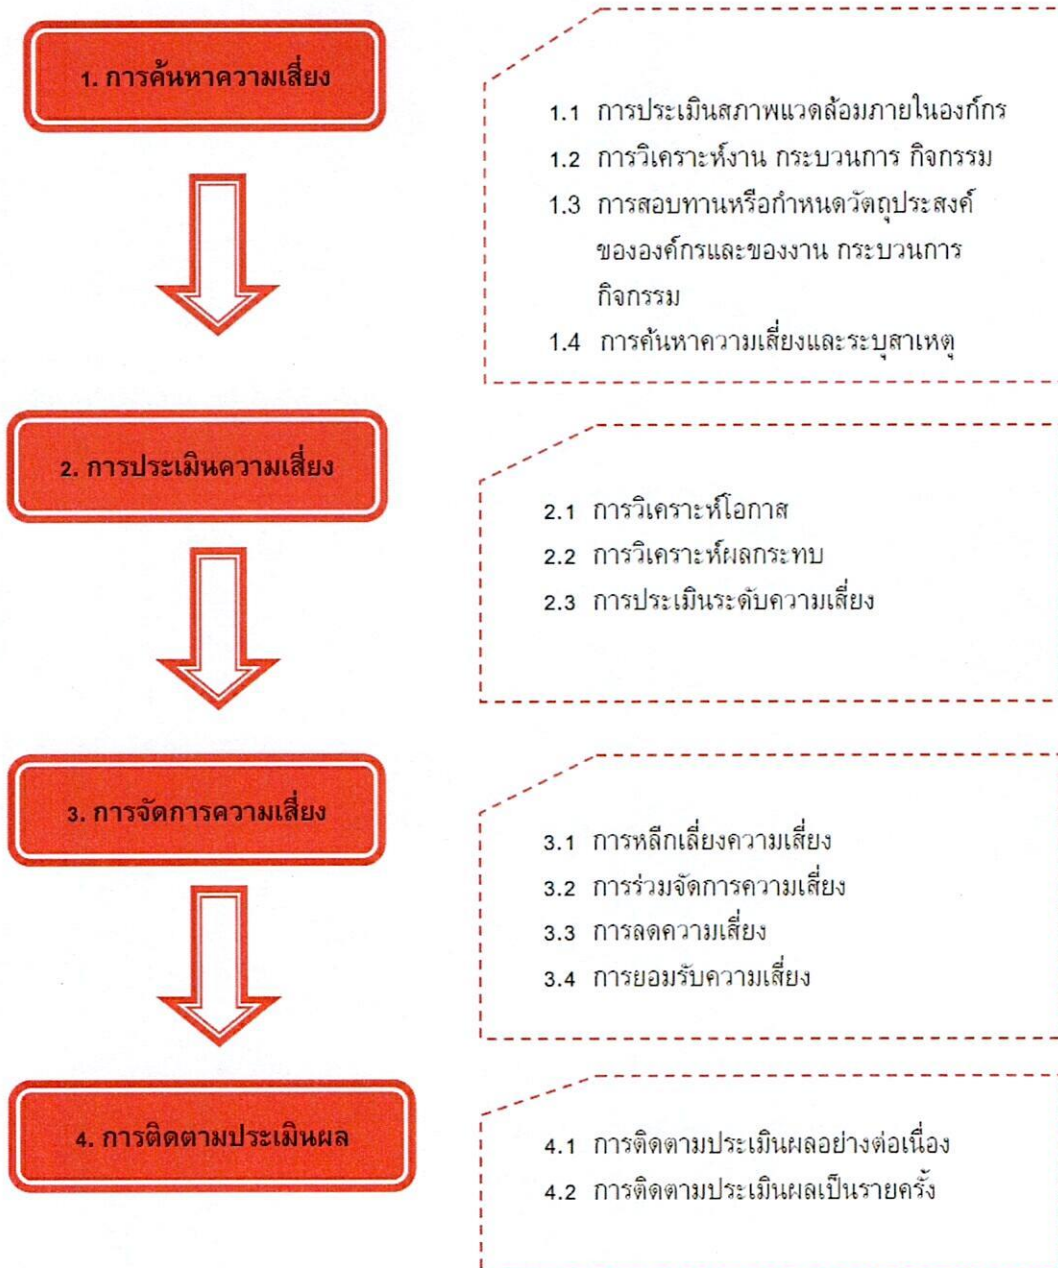 1. การค้นหาความเสี่ยง
1.1 การประเมินสภาพแวดล้อมภายในองก์กร
1.2 การวิเคราะห์งาน กระบวนการ กิจกรรม
1.3 การสอบทานหรือกำหนดวัตถุประสงค์
ขององค์กรและของงาน กระบวนการ
กิจกรรม
1.4 การค้นหาความเสี่ยงและระบุสาเหตุ
2. การประเมินความเสี่ยง
2.1 การวิเคราะห์โอกาส
2.2 การวิเคราะห์ผลกระทบ
2.3 การประเมินระดับความเสี่ยง
3. การจัดการความเสี่ยง
3.1 การหลีกเลี่ยงความเสี่ยง
3.2 การร่วมจัดการความเสี่ยง
3.3 การลดความเสี่ยง
3.4 การยอมรับความเสี่ยง
4. การติดตามประเมินผล
4.1 การติดตามประเมินผลอย่างต่อเนื่อง
4.2 การติดตามประเมินผลเป็นรายครั้ง